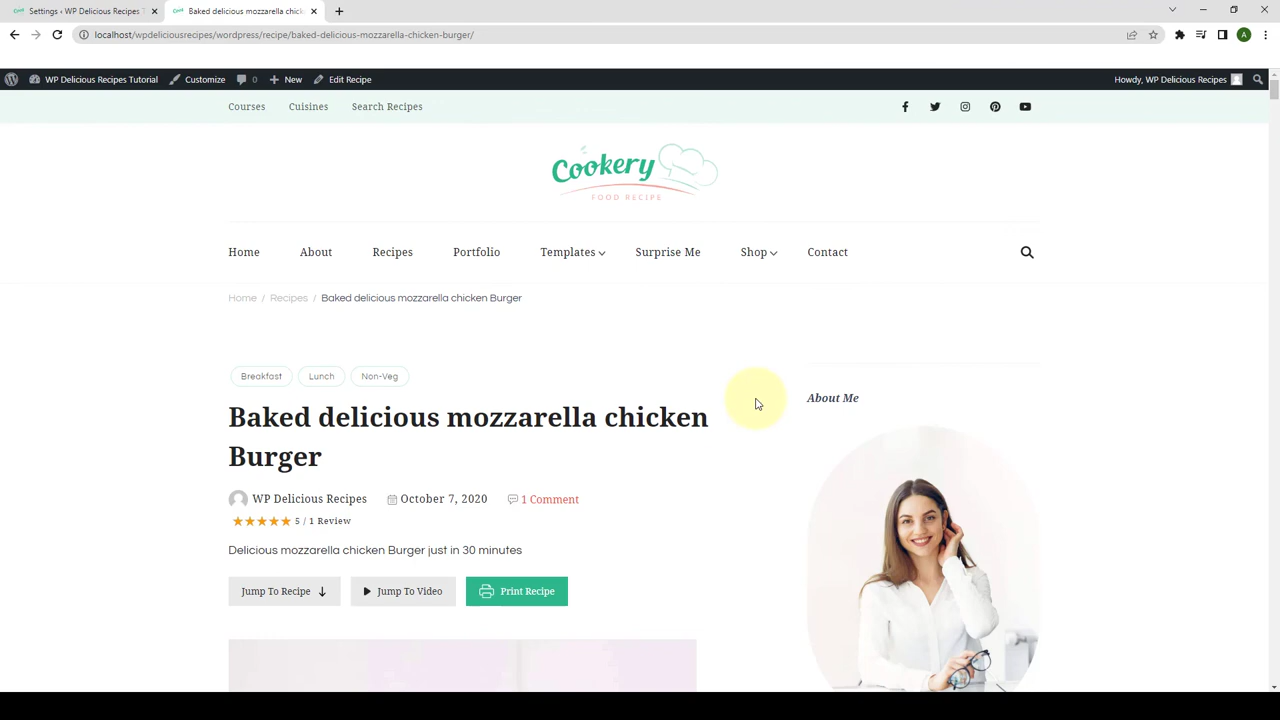 Settings ‹ WP Delicious Recipes T
Baked delicious mozzarella chick
localhost/wpdeliciousrecipes/wordpress/recipe/baked-delicious-mozzarella-chicken-burger/
A
WP Delicious Recipes Tutorial
Customize
0
New
Edit Recipe
Howdy, WP Delicious Recipes
Courses
Cuisines
Search Recipes
Cookery
FOOD RECIPE
Home
About
Recipes
Portfolio
Templates
Surprise Me
Shop
Contact
Home / Recipes / Baked delicious mozzarella chicken Burger
Breakfast
Lunch
Non-Veg
Baked delicious mozzarella chicken
Burger
WP Delicious Recipes
October 7, 2020
1 Comment
5 / 1 Review
Delicious mozzarella chicken Burger just in 30 minutes
Jump To Recipe
Jump To Video
Print Recipe
About Me